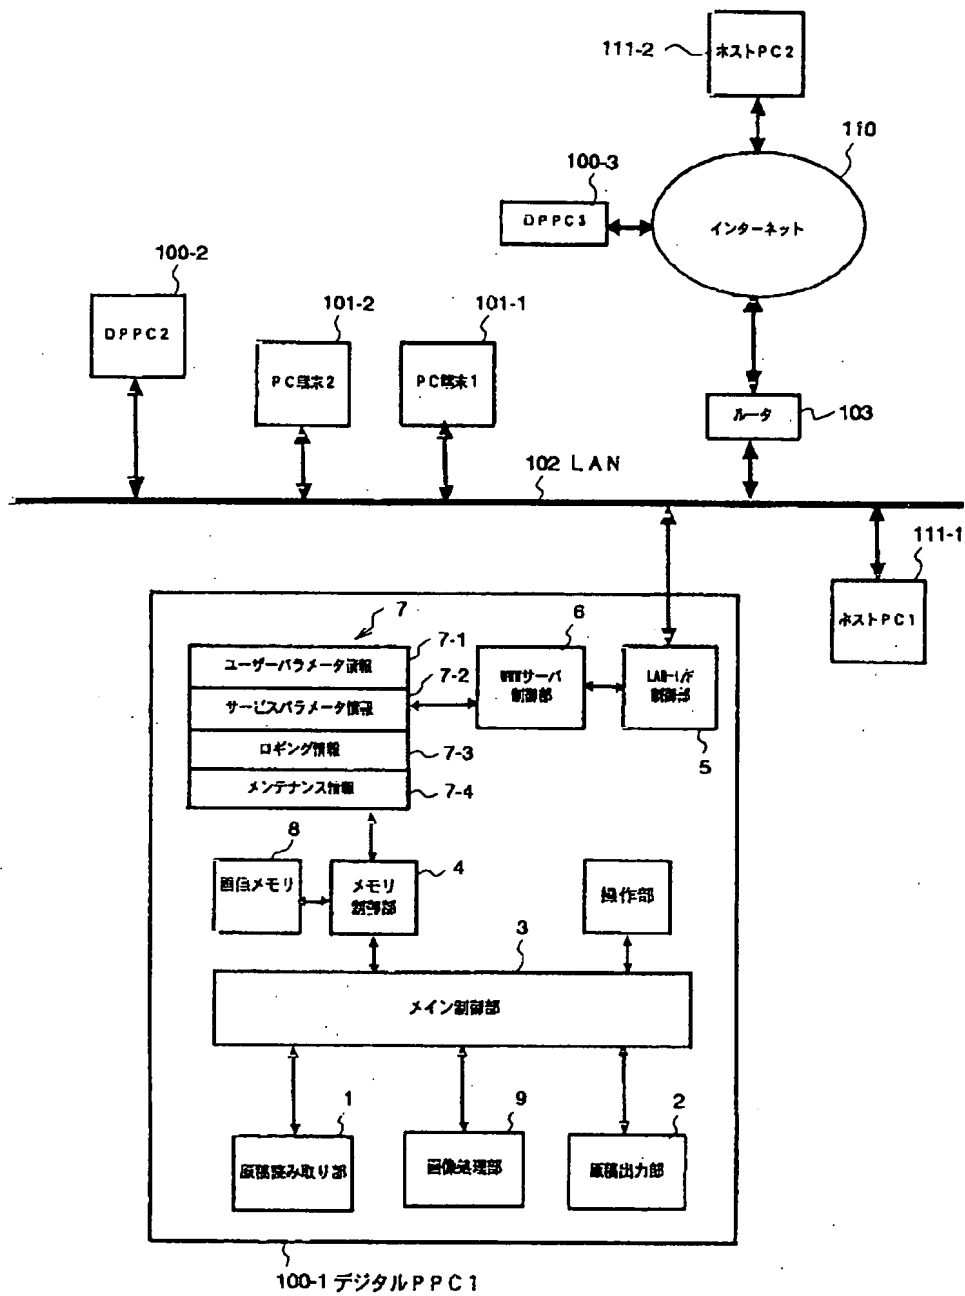 111-2
ホストPC2
110
100-3
DPPC3
インターネット
100-2
DPPC2
101-2
PC端末2
101-1
PC端末1
ルータ
103
102 LAN
111-1
ホストPC1
7
7-1
ユーザーパラメータ情報
7-2
サービスパラメータ情報
ロギング情報
7-3
メンテナンス情報
7-4
6
WWWサーバ
制御部
LAN-I/F
制御部
5
8
画像メモリ
メモリ
制御部
4
操作部
3
メイン制御部
1
原稿読み取り部
9
画像処理部
2
原稿出力部
100-1 デジタルPPC1